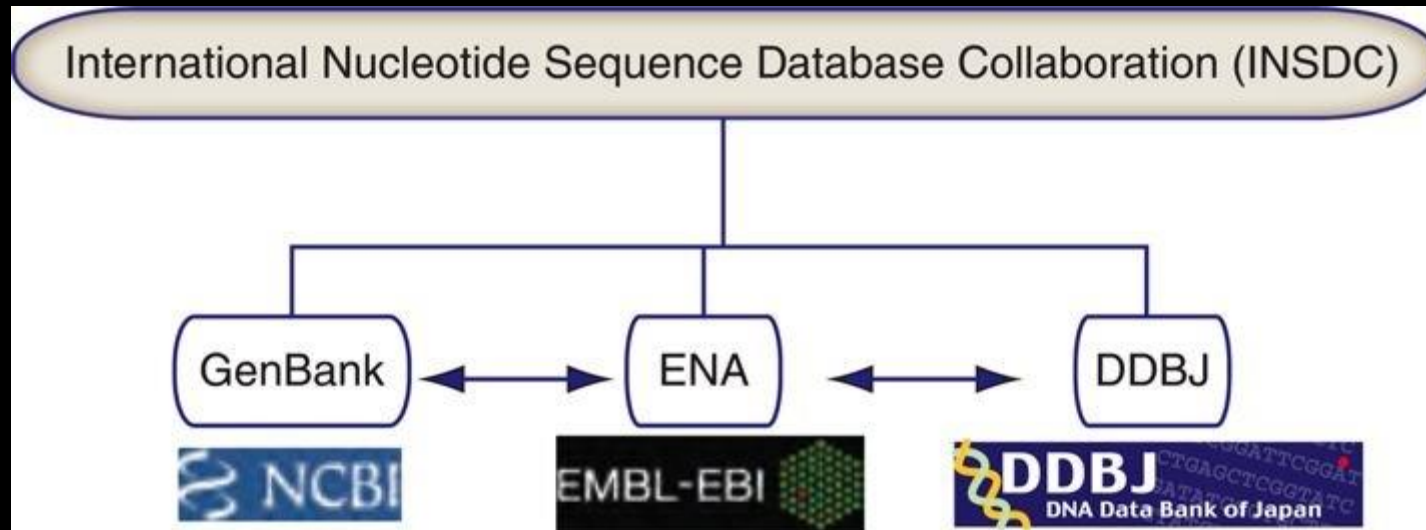 International Nucleotide Sequence Database Collaboration (INSDC)
GenBank
ENA
DDBJ
NCBI
EMBL-EBI
DDBJ
DNA Data Bank of Japan